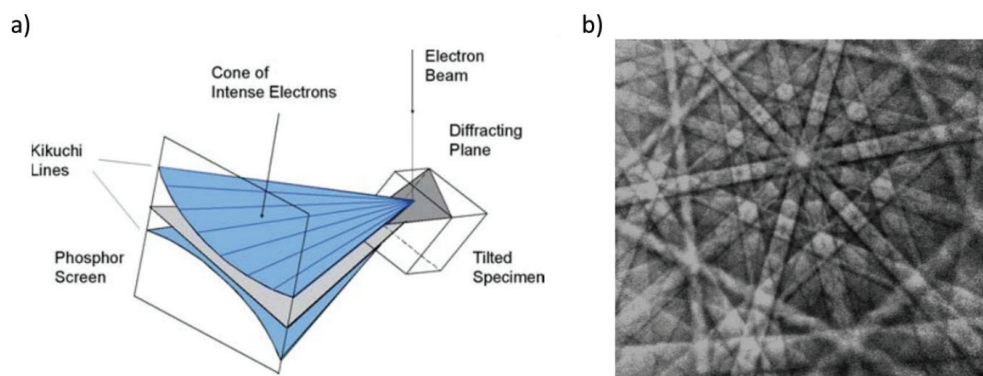 a)
b)
Electron
Beam
Cone of
Intense Electrons
Diffracting
Plane
Kikuchi
Lines
Phosphor
Screen
Tilted
Specimen